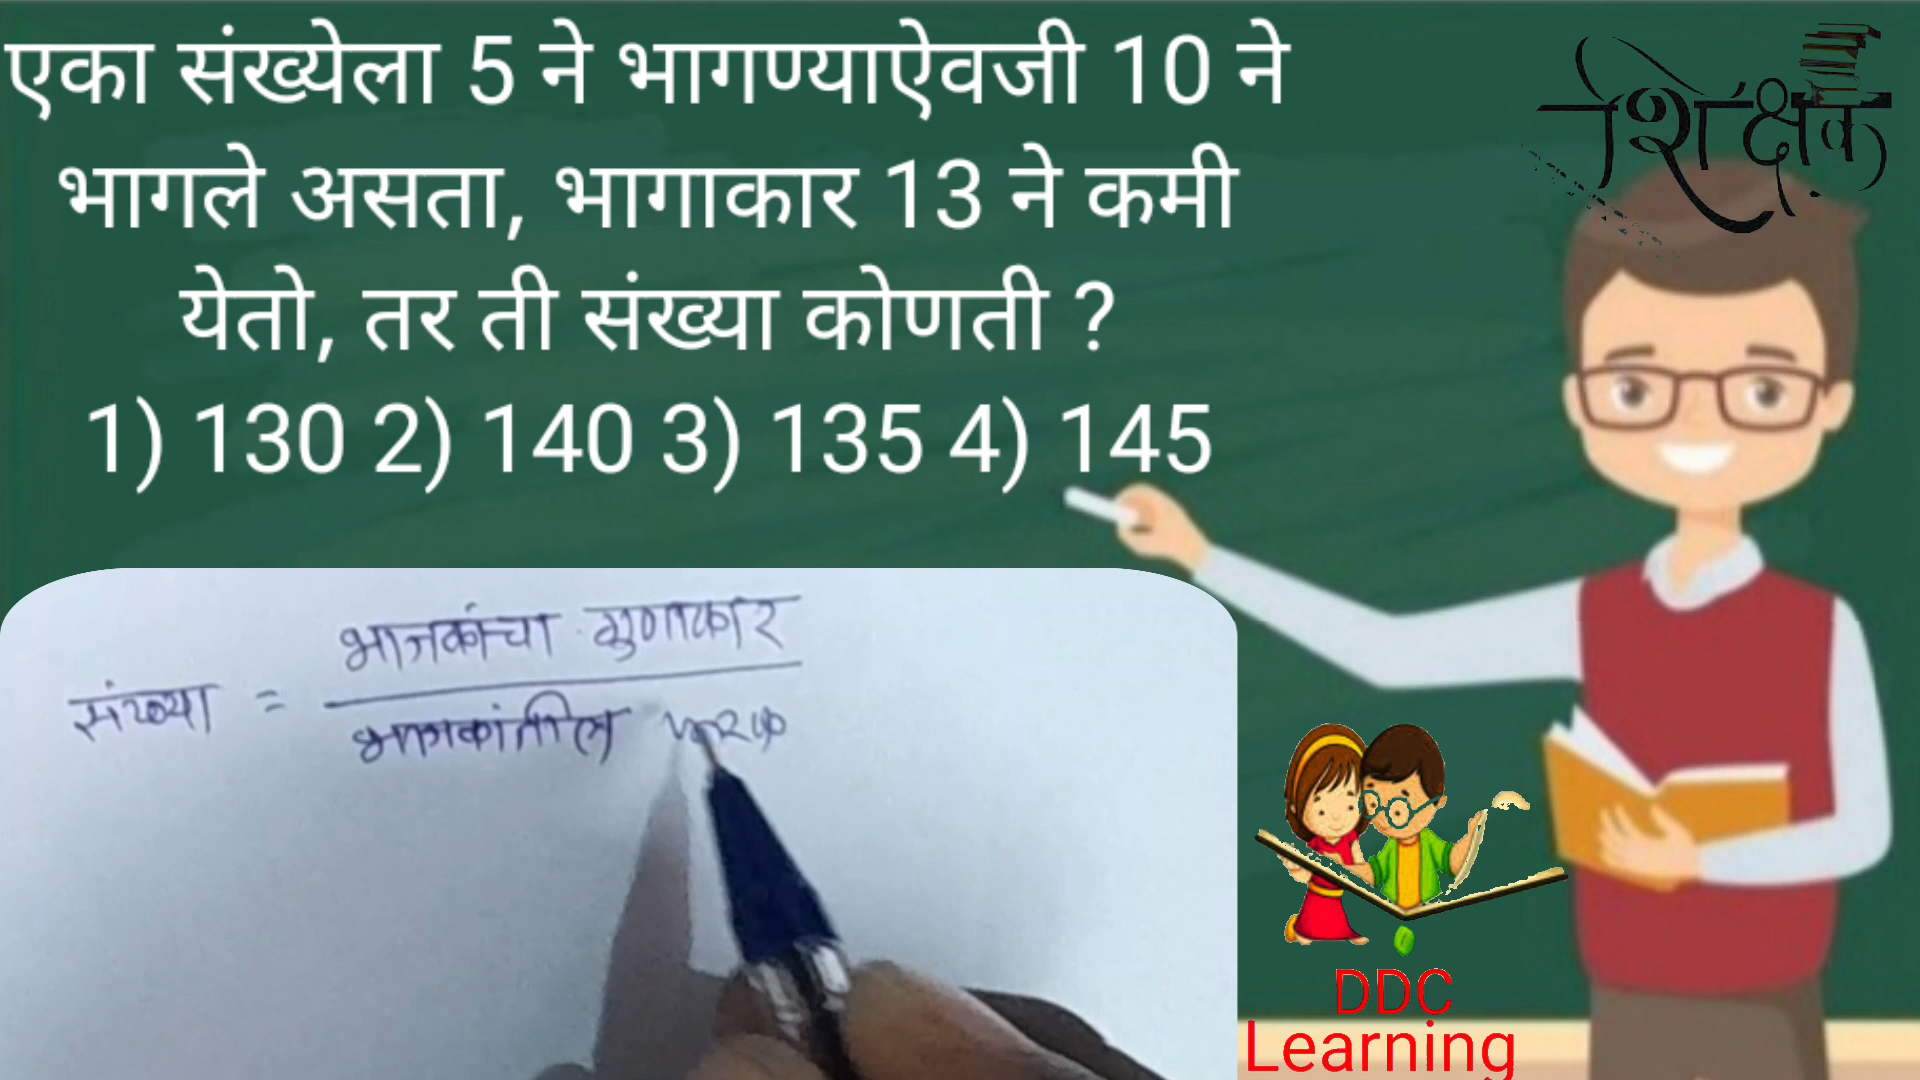 एका संख्येला 5 ने भागण्याऐवजी 10 ने
भागले असता, भागाकार 13 ने कमी
येतो, तर ती संख्या कोणती ?
1) 130 2) 140 3) 135 4) 145
शिक्षक
संख्या = भाजकांचा गुणाकार
भाजकांतील फरक
DDC
Learning